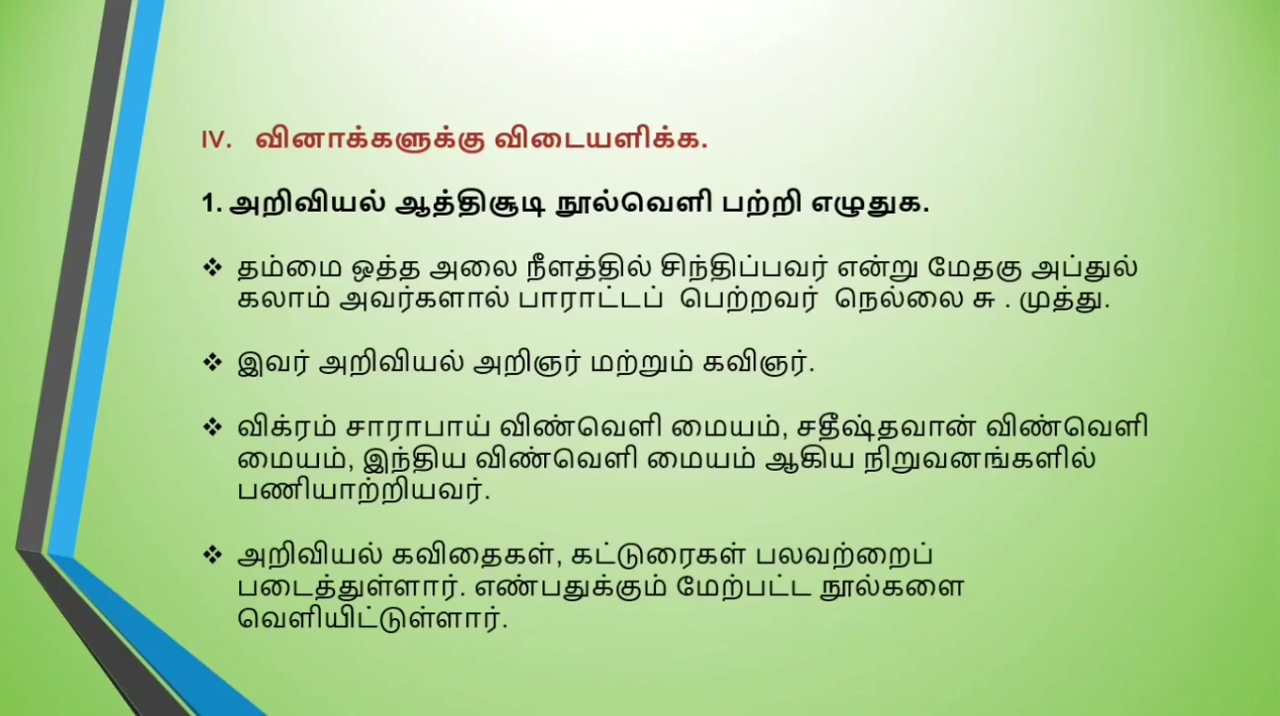 IV. வினாக்களுக்கு விடையளிக்க.
1. அறிவியல் ஆத்திசூடி நூல்வெளி பற்றி எழுதுக.
❖ தம்மை ஒத்த அலை நீளத்தில் சிந்திப்பவர் என்று மேதகு அப்துல்
கலாம் அவர்களால் பாராட்டப் பெற்றவர் நெல்லை சு . முத்து.
❖ இவர் அறிவியல் அறிஞர் மற்றும் கவிஞர்.
❖ விக்ரம் சாராபாய் விண்வெளி மையம், சதீஷ்தவான் விண்வெளி
மையம், இந்திய விண்வெளி மையம் ஆகிய நிறுவனங்களில்
பணியாற்றியவர்.
❖ அறிவியல் கவிதைகள், கட்டுரைகள் பலவற்றைப்
படைத்துள்ளார். எண்பதுக்கும் மேற்பட்ட நூல்களை
வெளியிட்டுள்ளார்.